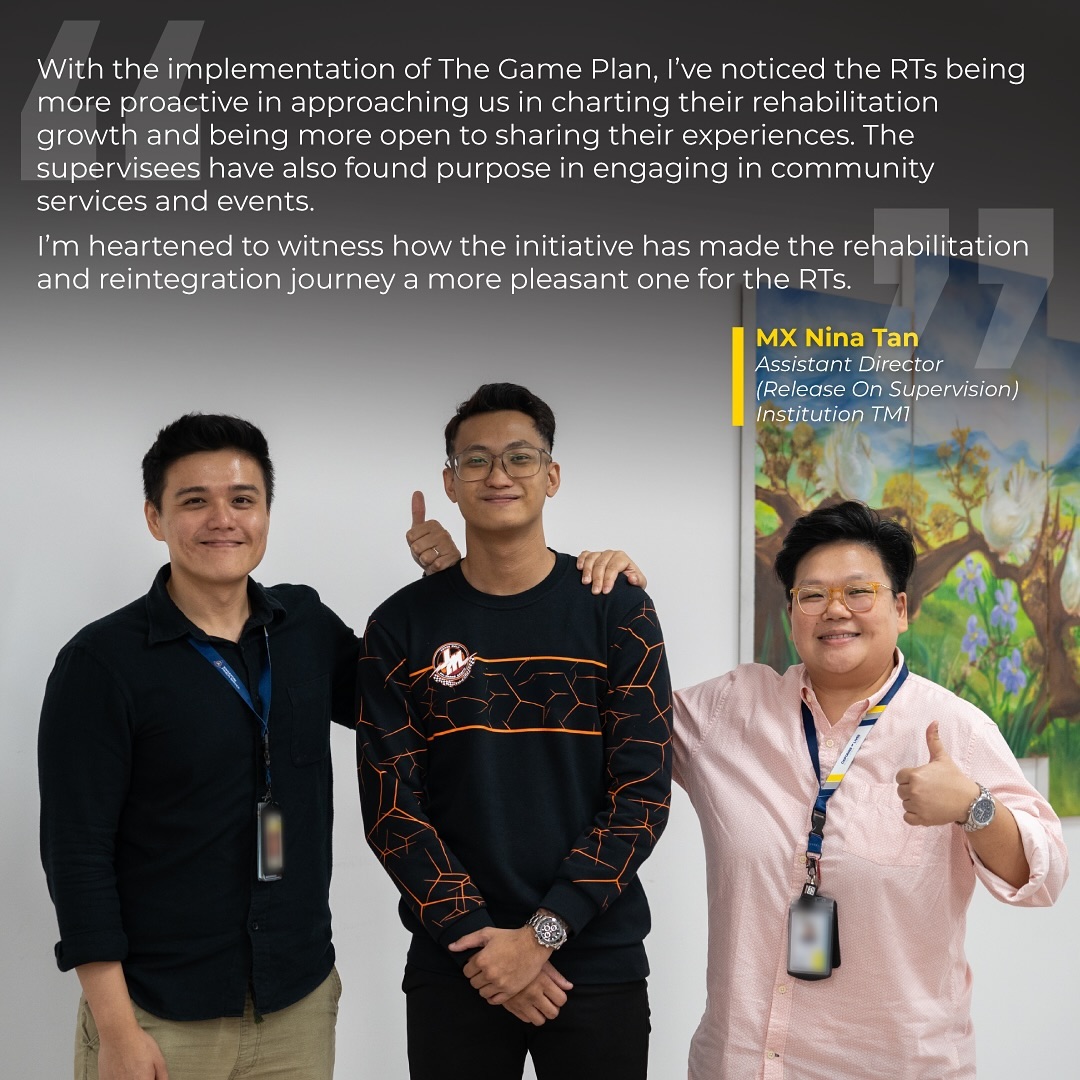 With the implementation of The Game Plan, I’ve noticed the RTs being
more proactive in approaching us in charting their rehabilitation
growth and being more open to sharing their experiences. The
supervisees have also found purpose in engaging in community
services and events.
I’m heartened to witness how the initiative has made the rehabilitation
and reintegration journey a more pleasant one for the RTs.
MX Nina Tan
Assistant Director
(Release On Supervision)
Institution TM1